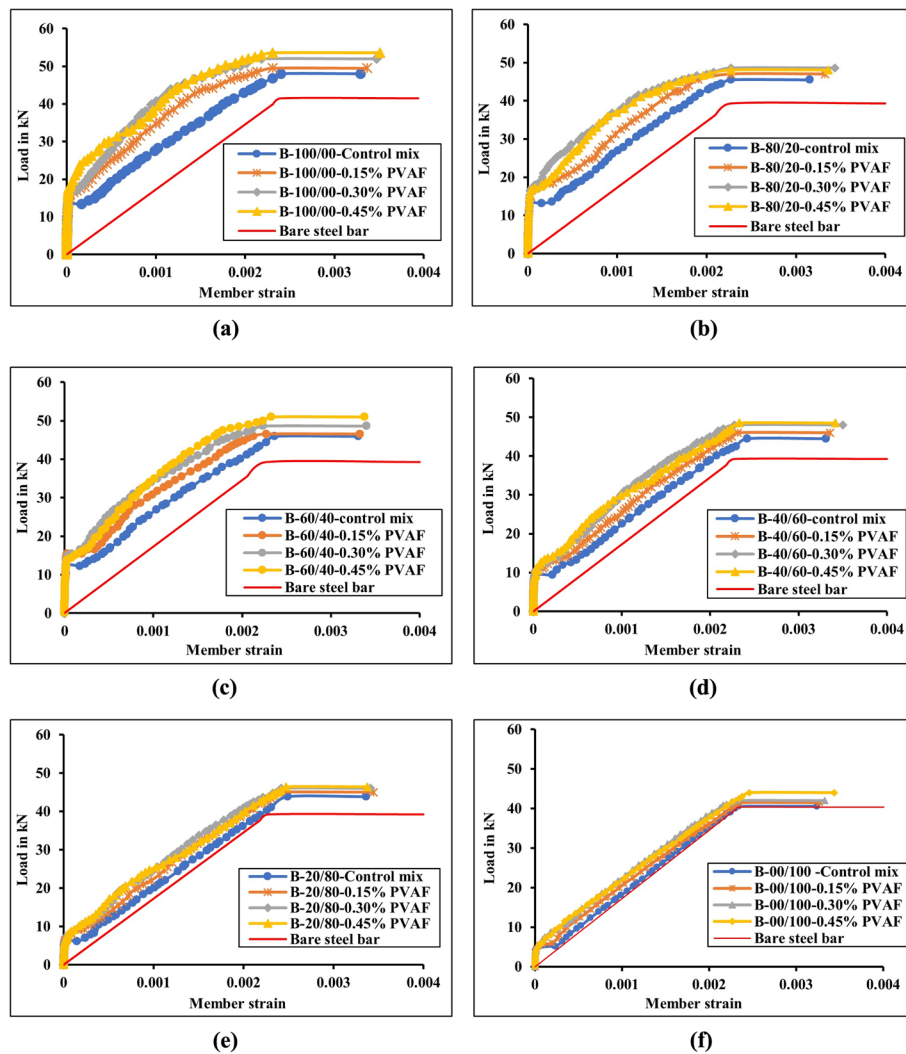 60
50
40
30
20
10
0
Load in kN
B-100/00-Control mix
B-100/00-0.15% PVAF
B-100/00-0.30% PVAF
B-100/00-0.45% PVAF
Bare steel bar
0 0.001 0.002 0.003 0.004
Member strain
(a)
60
50
40
30
20
10
0
Load in kN
B-80/20-control mix
B-80/20-0.15% PVAF
B-80/20-0.30% PVAF
B-80/20-0.45% PVAF
Bare steel bar
0 0.001 0.002 0.003 0.004
Member strain
(b)
60
50
40
30
20
10
0
Load in kN
B-60/40-control mix
B-60/40-0.15% PVAF
B-60/40-0.30% PVAF
B-60/40-0.45% PVAF
Bare steel bar
0 0.001 0.002 0.003 0.004
Member strain
(c)
60
50
40
30
20
10
0
Load in kN
B-40/60-control mix
B-40/60-0.15% PVAF
B-40/60-0.30% PVAF
B-40/60-0.45% PVAF
Bare steel bar
0 0.001 0.002 0.003 0.004
Member strain
(d)
60
50
40
30
20
10
0
Load in kN
B-20/80-Control mix
B-20/80-0.15% PVAF
B-20/80-0.30% PVAF
B-20/80-0.45% PVAF
Bare steel bar
0 0.001 0.002 0.003 0.004
Member strain
(e)
60
50
40
30
20
10
0
Load in kN
B-00/100 -Control mix
B-00/100-0.15% PVAF
B-00/100-0.30% PVAF
B-00/100-0.45% PVAF
Bare steel bar
0 0.001 0.002 0.003 0.004
Member strain
(f)